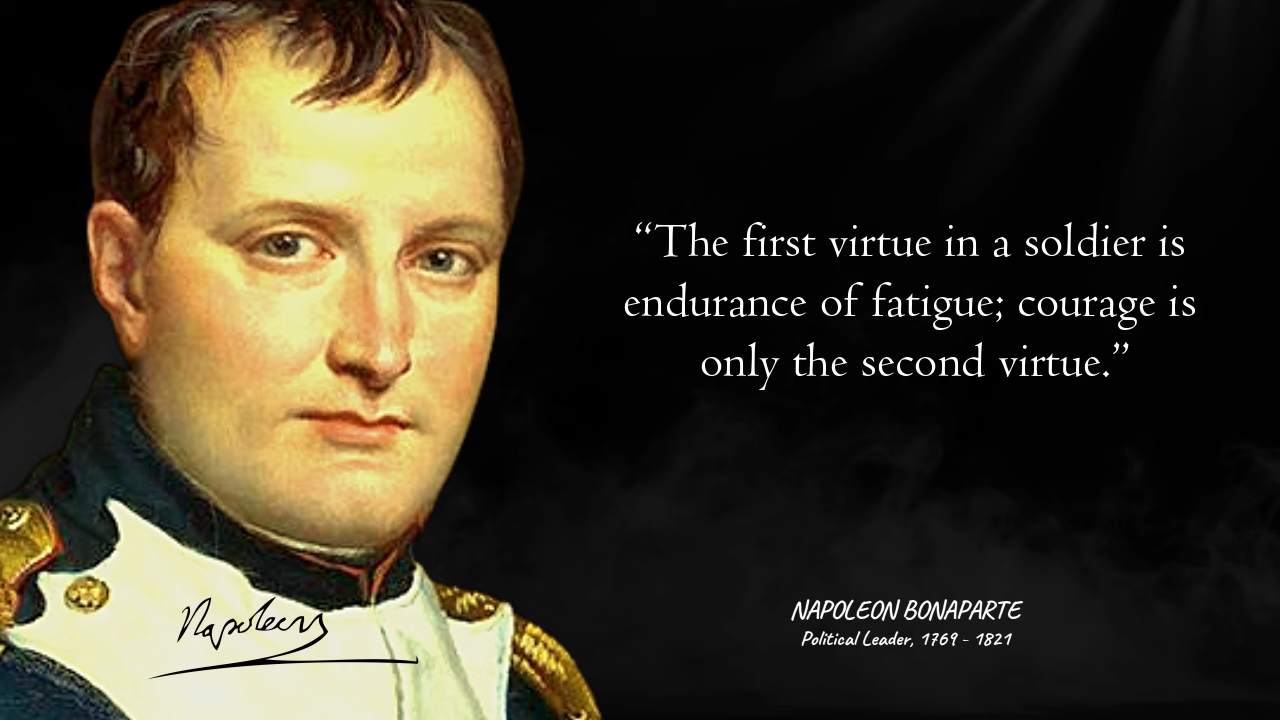 “The first virtue in a soldier is
endurance of fatigue; courage is
only the second virtue.”
Napoleon
NAPOLEON BONAPARTE
Political Leader, 1769 - 1821